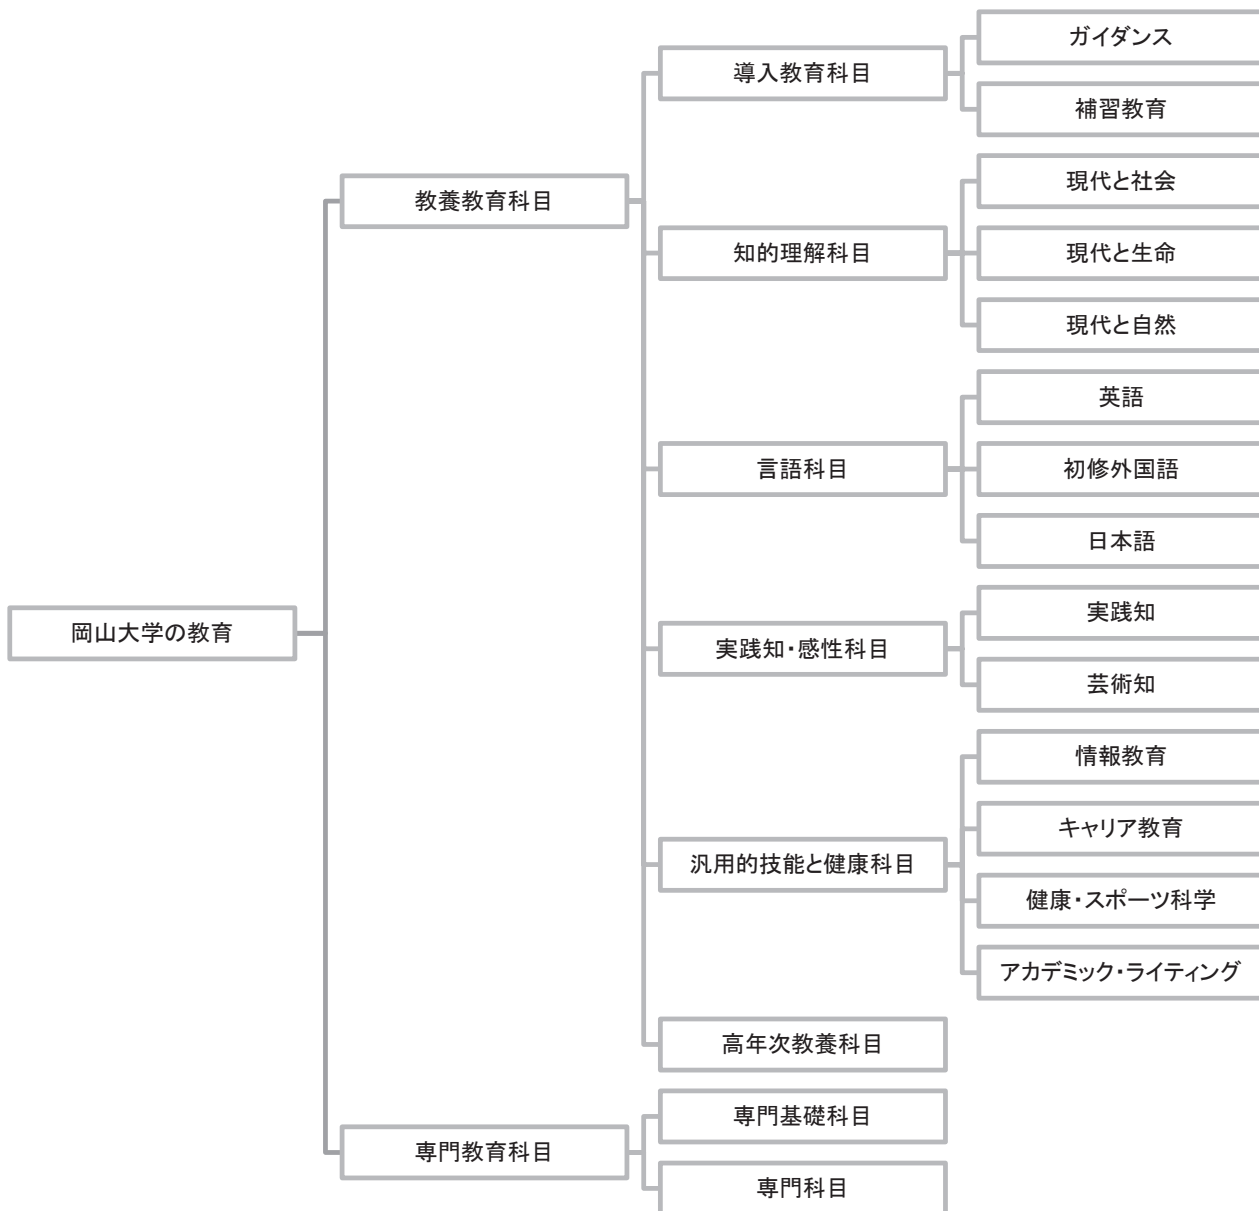 岡山大学の教育
教養教育科目
導入教育科目
ガイダンス
補習教育
知的理解科目
現代と社会
現代と生命
現代と自然
言語科目
英語
初修外国語
日本語
実践知・感性科目
実践知
芸術知
汎用的技能と健康科目
情報教育
キャリア教育
健康・スポーツ科学
アカデミック・ライティング
高年次教養科目
専門教育科目
専門基礎科目
専門科目